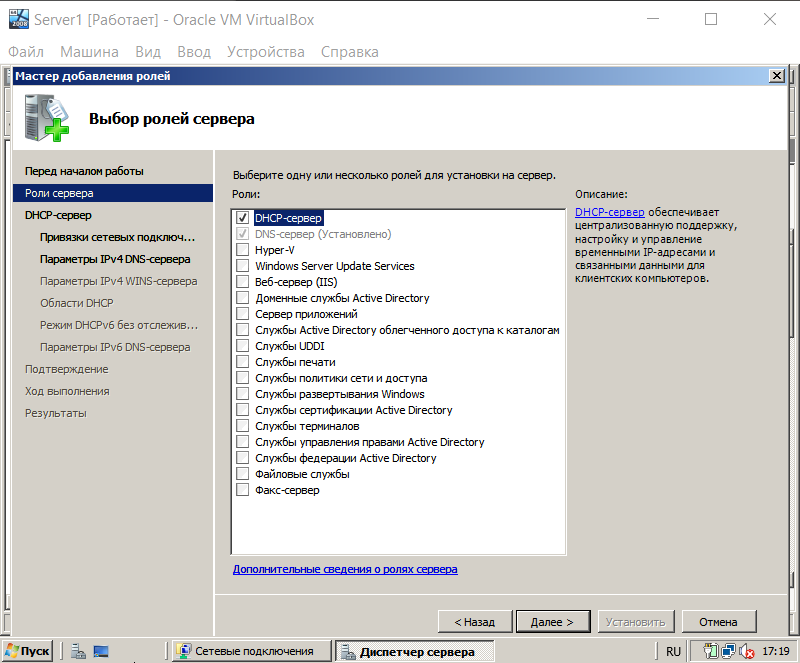 Server1 [Работает] - Oracle VM VirtualBox
Файл Машина Вид Ввод Устройства Справка
Мастер добавления ролей
Выбор ролей сервера
Перед началом работы
Роли сервера
DHCP-сервер
Привязки сетевых подключ...
Параметры IPv4 DNS-сервера
Параметры IPv4 WINS-сервера
Области DHCP
Режим DHCPv6 без отслежив...
Параметры IPv6 DNS-сервера
Подтверждение
Ход выполнения
Результаты
Выберите одну или несколько ролей для установки на сервер.
Роли:
DHCP-сервер
DNS-сервер (Установлено)
Hyper-V
Windows Server Update Services
Веб-сервер (IIS)
Доменные службы Active Directory
Сервер приложений
Службы Active Directory облегченного доступа к каталогам
Службы UDDI
Службы печати
Службы политики сети и доступа
Службы развертывания Windows
Службы сертификации Active Directory
Службы терминалов
Службы управления правами Active Directory
Службы федерации Active Directory
Файловые службы
Факс-сервер
Дополнительные сведения о ролях сервера
Описание:
DHCP-сервер обеспечивает
централизованную поддержку,
настройку и управление
временными IP-адресами и
связанными данными для
клиентских компьютеров.
< Назад Далее > Установить Отмена
Пуск Сетевые подключения Диспетчер сервера RU 17:19